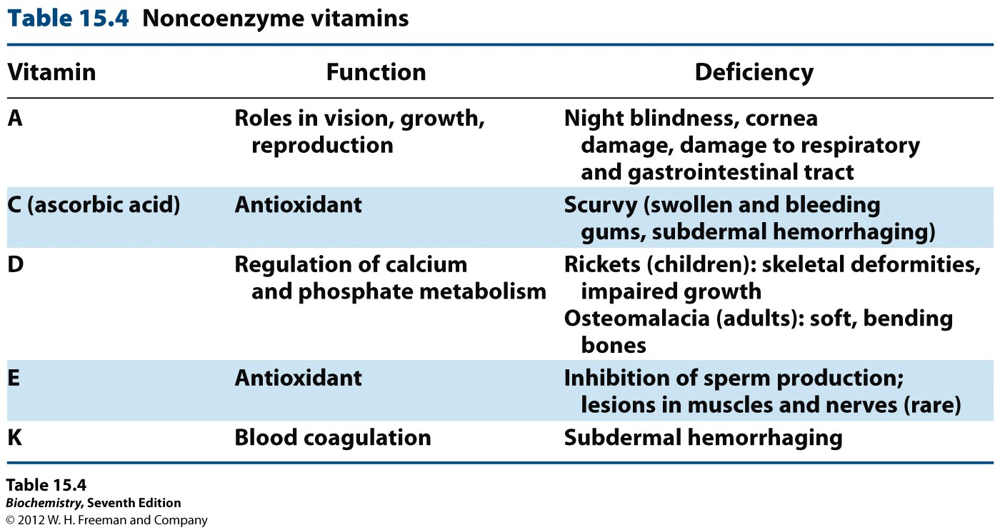 Table 15.4 Noncoenzyme vitamins
Vitamin Function Deficiency
A Roles in vision, growth, Night blindness, cornea
reproduction damage, damage to respiratory
and gastrointestinal tract
C (ascorbic acid) Antioxidant Scurvy (swollen and bleeding
gums, subdermal hemorrhaging)
D Regulation of calcium Rickets (children): skeletal deformities,
and phosphate metabolism impaired growth
Osteomalacia (adults): soft, bending
bones
E Antioxidant Inhibition of sperm production;
lesions in muscles and nerves (rare)
K Blood coagulation Subdermal hemorrhaging
Table 15.4
Biochemistry, Seventh Edition
© 2012 W. H. Freeman and Company